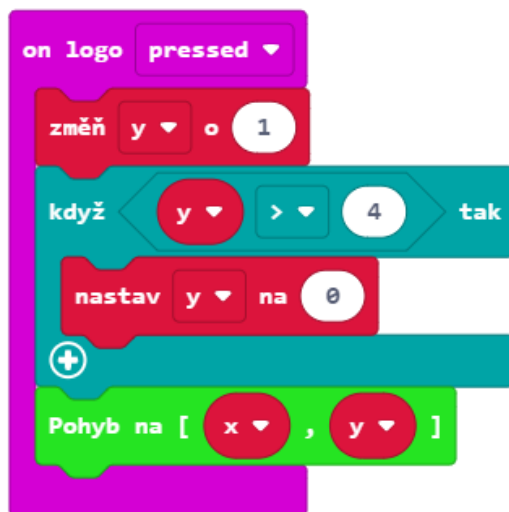 on logo pressed
změň y o 1
když y > 4 tak
nastav y na 0
Pohyb na [ x , y ]